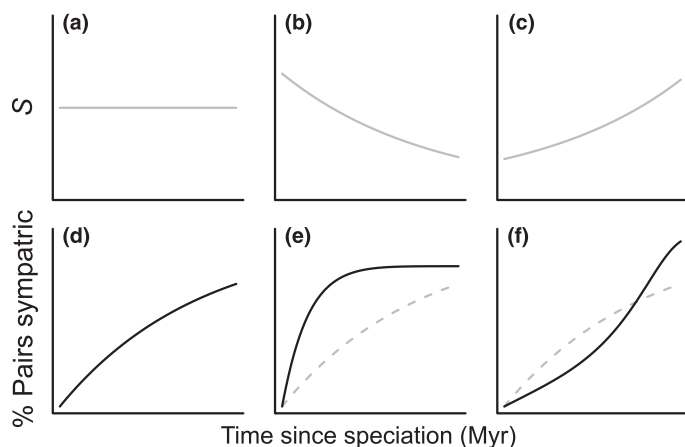 (a) (b) (c)
S
(d) (e) (f)
% Pairs sympatric
Time since speciation (Myr)